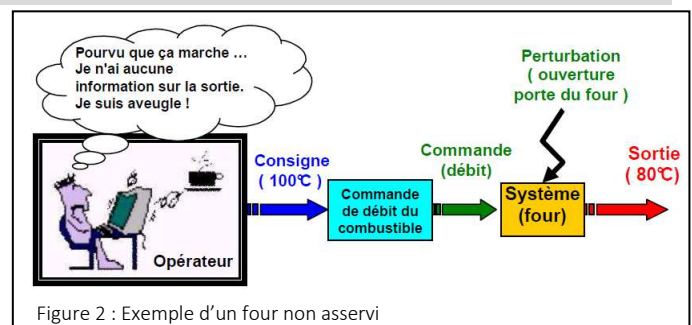 Pourvu que ça marche …
Je n'ai aucune
information sur la sortie.
Je suis aveugle !
Opérateur
Consigne
( 100℃ )
Commande
de débit du
combustible
Commande
(débit)
Perturbation
( ouverture
porte du four )
Système
(four)
Sortie
( 80℃)
Figure 2 : Exemple d’un four non asservi